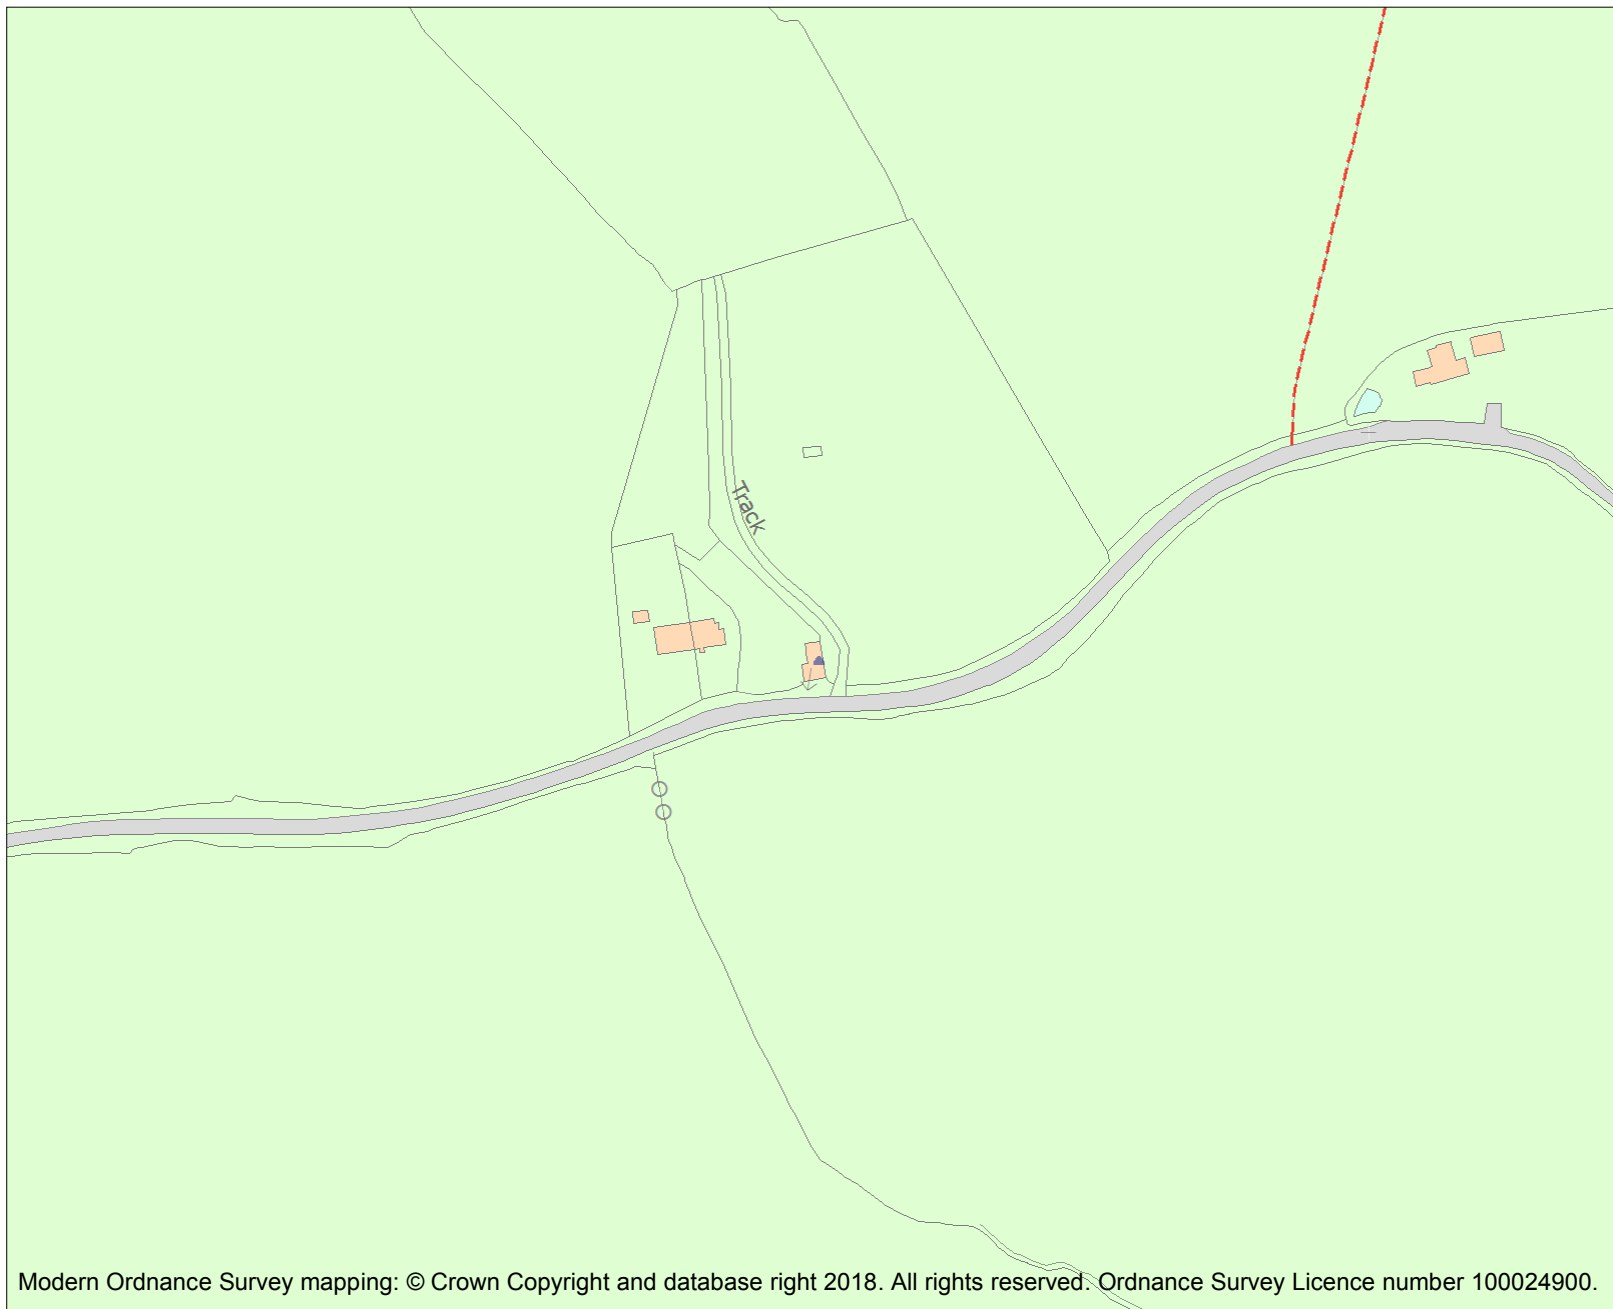 Track
Modern Ordnance Survey mapping: © Crown Copyright and database right 2018. All rights reserved. Ordnance Survey Licence number 100024900.